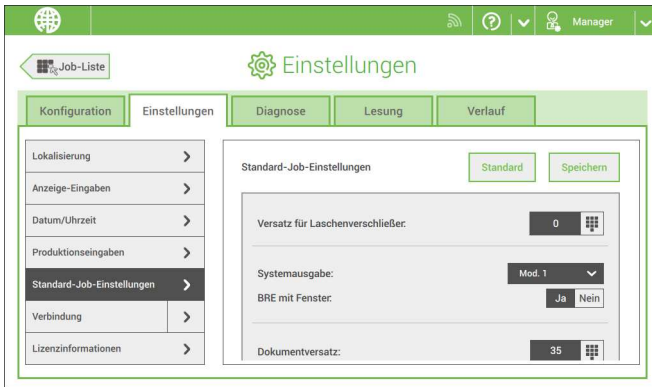 Manager
Job-Liste
Einstellungen
Konfiguration
Einstellungen
Diagnose
Lesung
Verlauf
Lokalisierung
Anzeige-Eingaben
Datum/Uhrzeit
Produktionseingaben
Standard-Job-Einstellungen
Verbindung
Lizenzinformationen
Standard-Job-Einstellungen
Standard
Speichern
Versatz für Laschenverschließer:
0
Systemausgabe:
Mod. 1
BRE mit Fenster:
Ja Nein
Dokumentversatz:
35